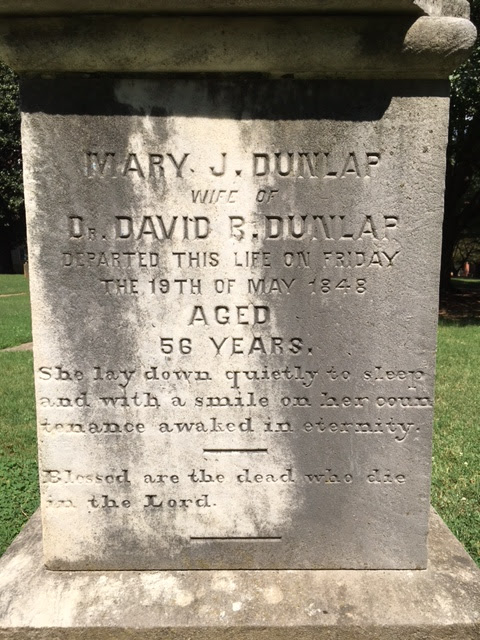 MARY J. DUNLAP
WIFE OF
DR. DAVID R. DUNLAP
DEPARTED THIS LIFE ON FRIDAY
THE 19TH OF MAY 1848
AGED
56 YEARS.
She lay down quietly to sleep
and with a smile on her coun
tenance awaked in eternity.
Blessed are the dead who die
in the Lord.